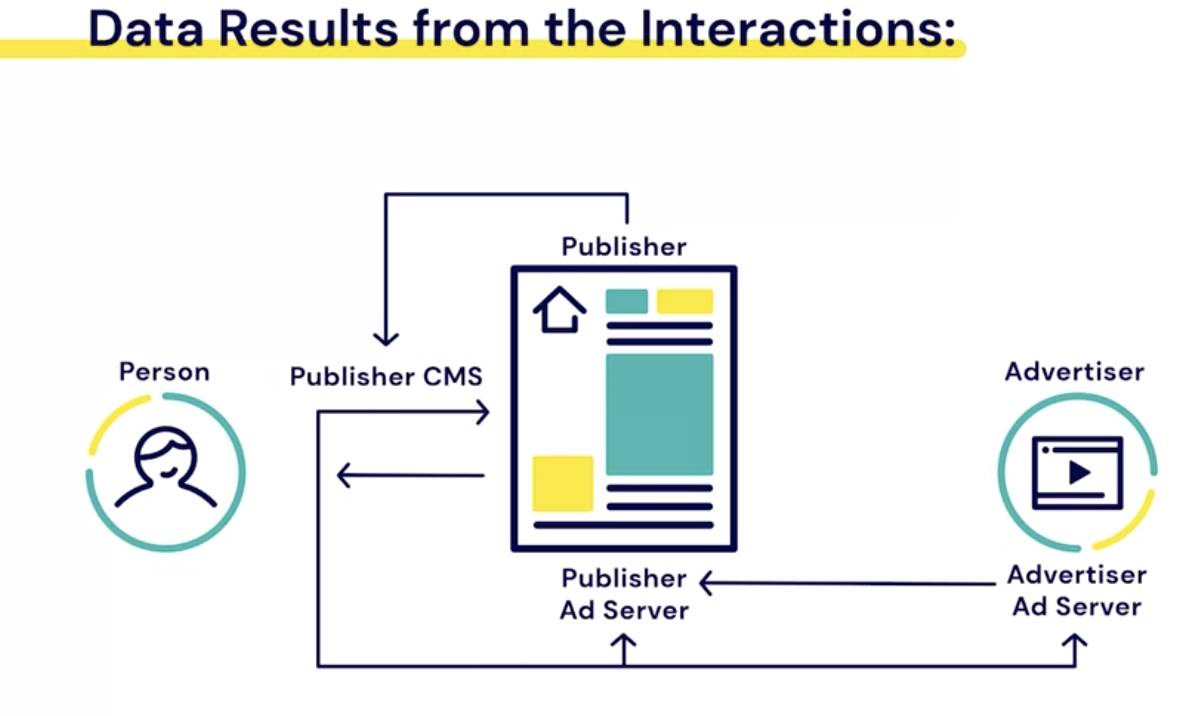 Data Results from the Interactions:
Publisher
Person
Publisher CMS
Advertiser
Publisher
Ad Server
Advertiser
Ad Server